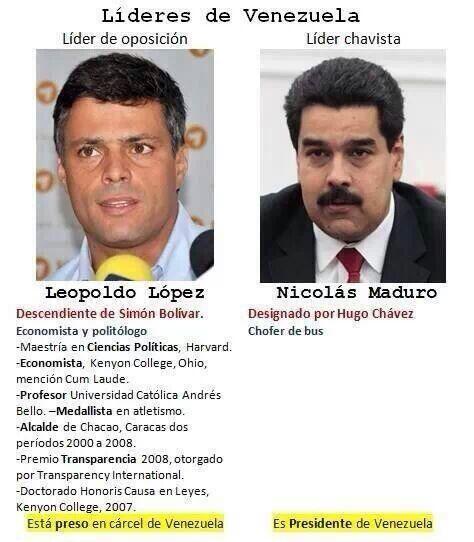 Líderes de Venezuela
Líder de oposición
Líder chavista
Leopoldo López
Descendiente de Simón Bolívar.
Economista y politólogo
-Maestría en Ciencias Políticas, Harvard.
-Economista, Kenyon College, Ohio,
mención Cum Laude.
-Profesor Universidad Católica Andrés
Bello. –Medallista en atletismo.
-Alcalde de Chacao, Caracas dos
períodos 2000 a 2008.
-Premio Transparencia 2008, otorgado
por Transparency International.
-Doctorado Honoris Causa en Leyes,
Kenyon College, 2007.
Está preso en cárcel de Venezuela
Nicolás Maduro
Designado por Hugo Chávez
Chofer de bus
Es Presidente de Venezuela